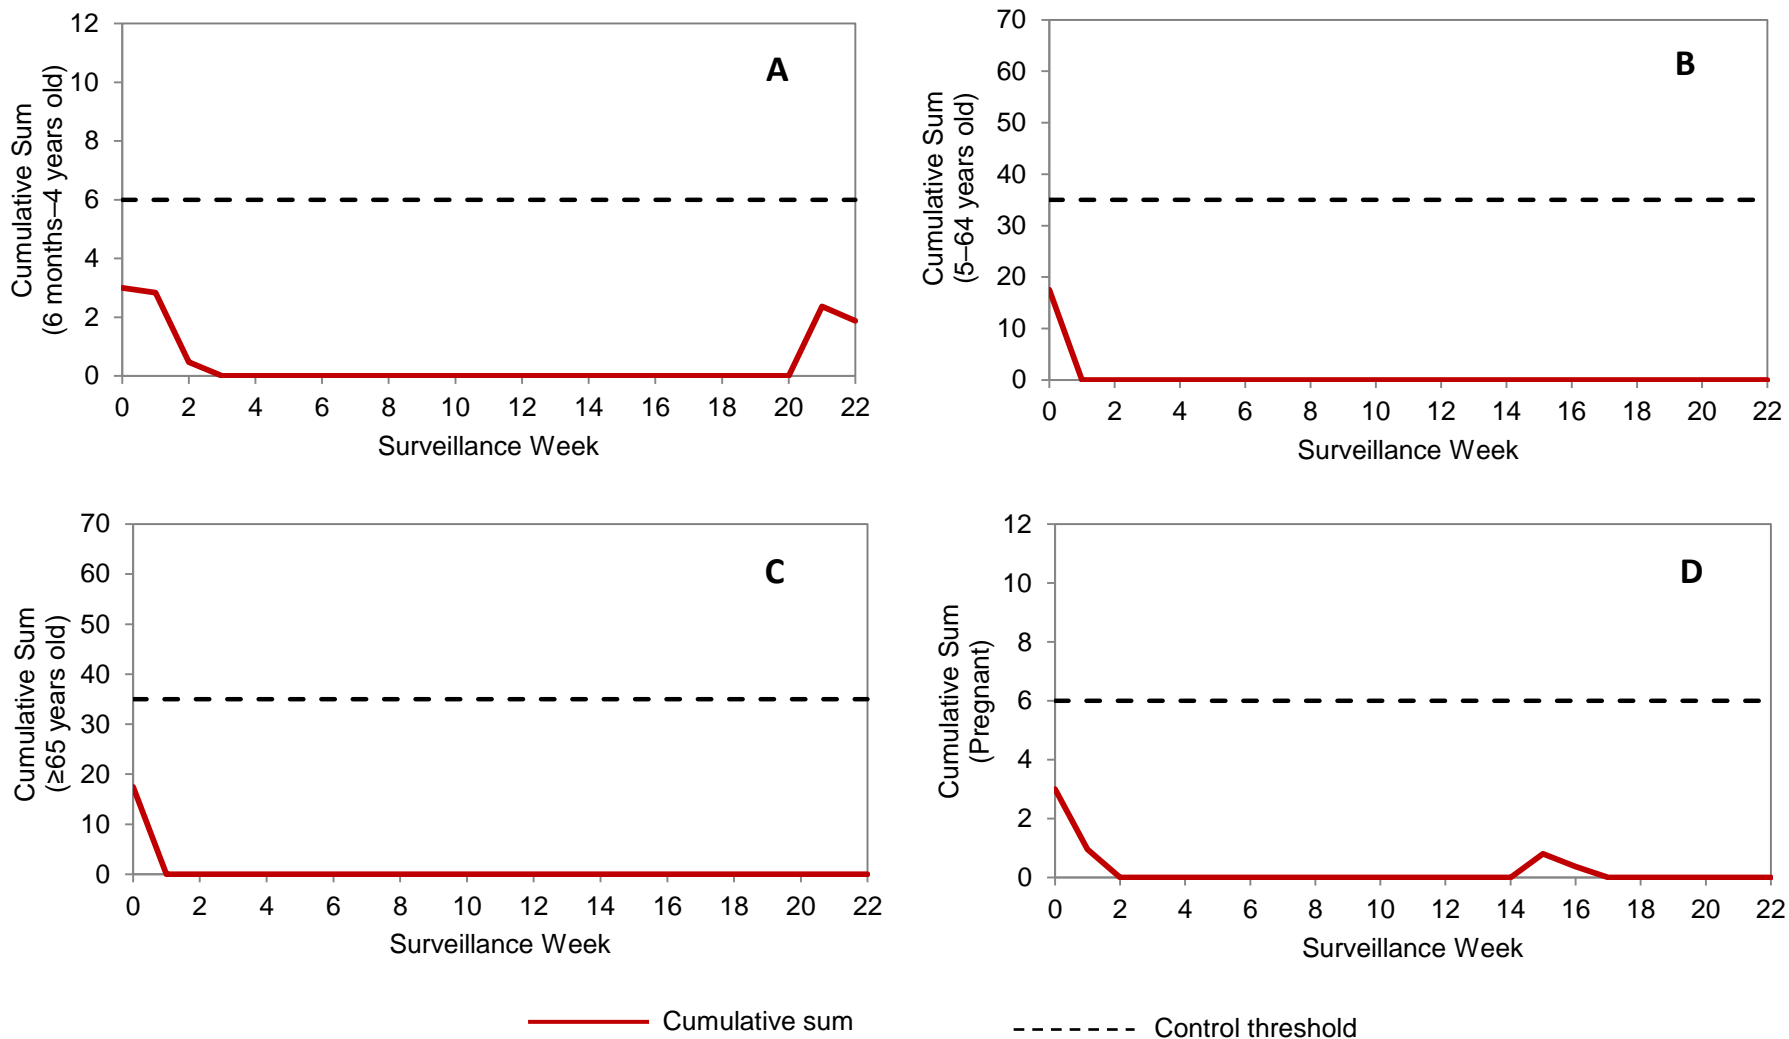 A
Cumulative Sum
(6 months–4 years old)
12
10
8
6
4
2
0
0 2 4 6 8 10 12 14 16 18 20 22
Surveillance Week
B
Cumulative Sum
(5–64 years old)
70
60
50
40
30
20
10
0
0 2 4 6 8 10 12 14 16 18 20 22
Surveillance Week
C
Cumulative Sum
(≥65 years old)
70
60
50
40
30
20
10
0
0 2 4 6 8 10 12 14 16 18 20 22
Surveillance Week
D
Cumulative Sum
(Pregnant)
12
10
8
6
4
2
0
0 2 4 6 8 10 12 14 16 18 20 22
Surveillance Week
Cumulative sum
Control threshold